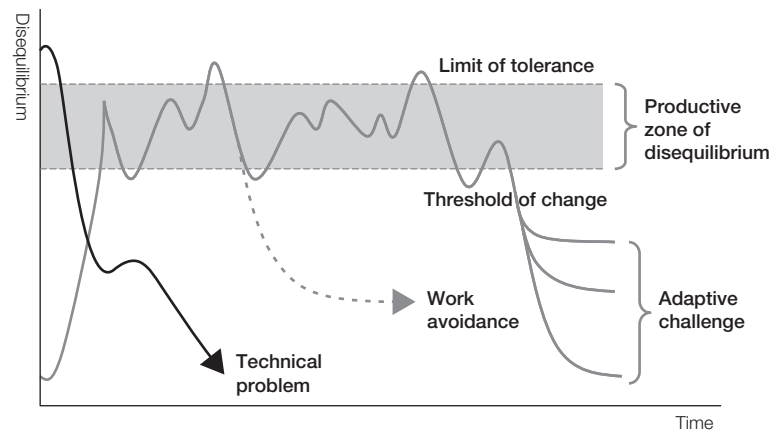 Disequilibrium
Limit of tolerance
Productive
zone of
disequilibrium
Threshold of change
Work
avoidance
Adaptive
challenge
Technical
problem
Time